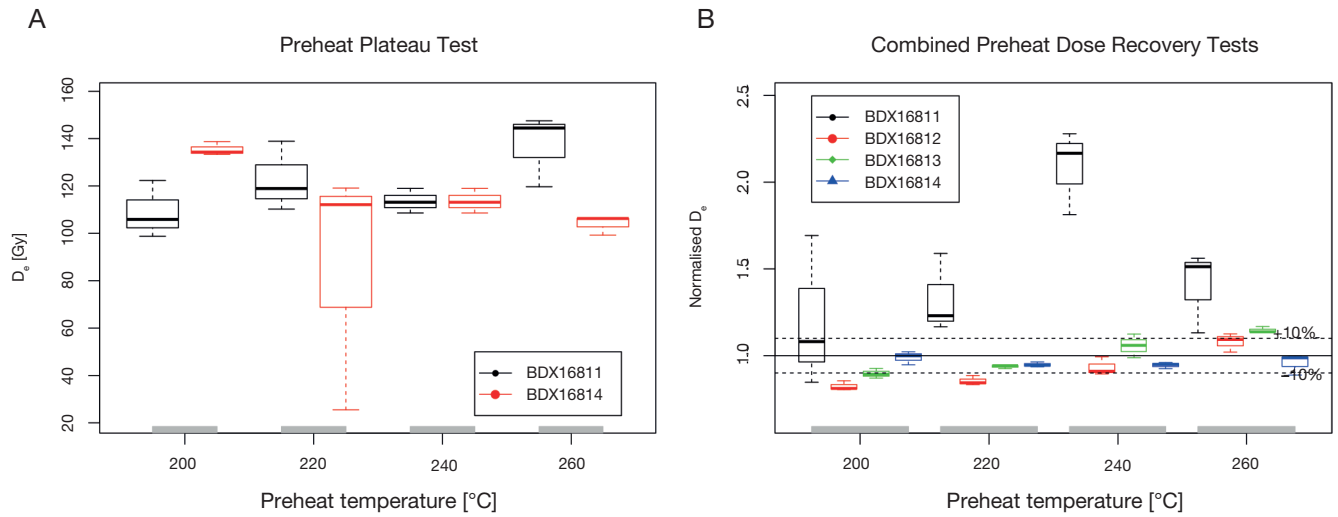 A
Preheat Plateau Test
D_e [Gy]
160
140
120
100
80
60
40
20
BDX16811
BDX16814
200
220
240
260
Preheat temperature [°C]
B
Combined Preheat Dose Recovery Tests
Normalised D_e
2.5
2.0
1.5
1.0
BDX16811
BDX16812
BDX16813
BDX16814
+10%
−10%
200
220
240
260
Preheat temperature [°C]